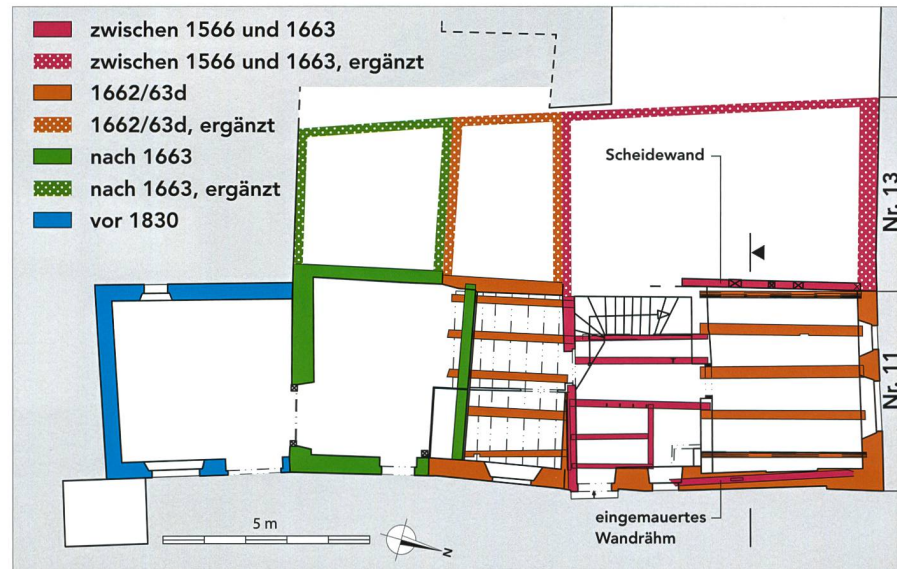 zwischen 1566 und 1663
zwischen 1566 und 1663, ergänzt
1662/63d
1662/63d, ergänzt
nach 1663
nach 1663, ergänzt
vor 1830
Scheidewand
Nr. 13
Nr. 11
eingemauertes
Wandrähm
5 m
N